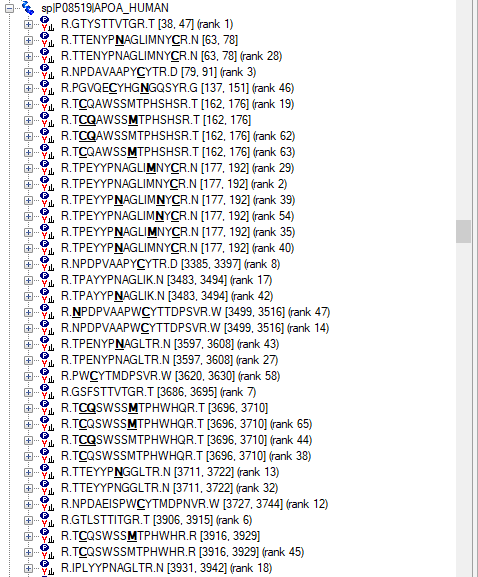 sp|P08519|APOA_HUMAN
R.GTYSTTVTGR.T [38, 47] (rank 1)
R.TTENYPNAGLIMNYCR.N [63, 78]
R.TTENYPNAGLIMNYCR.N [63, 78] (rank 28)
R.NPDAVAAPYCYTR.D [79, 91] (rank 3)
R.PGVQECYYHGNGQSYR.G [137, 151] (rank 46)
R.TCQAWSSMTPHSHSR.T [162, 176] (rank 19)
R.TCQAWSSMTPHSHSR.T [162, 176]
R.TCQAWSSMTPHSHSR.T [162, 176] (rank 62)
R.TCQAWSSMTPHSHSR.T [162, 176] (rank 63)
R.TPEYYPNAGLIMNYCR.N [177, 192] (rank 29)
R.TPEYYPNAGLIMNYCR.N [177, 192] (rank 2)
R.TPEYYPNAGLIMNYCR.N [177, 192] (rank 39)
R.TPEYYPNAGLIMNYCR.N [177, 192] (rank 54)
R.TPEYYPNAGLIMNYCR.N [177, 192] (rank 35)
R.TPEYYPNAGLIMNYCR.N [177, 192] (rank 40)
R.NPDPVAAPYCYTR.D [3385, 3397] (rank 8)
R.TPAYYPNAGLIK.N [3483, 3494] (rank 17)
R.TPAYYPNAGLIK.N [3483, 3494] (rank 42)
R.NPDPVAAPWCYTTDPSVR.W [3499, 3516] (rank 47)
R.NPDPVAAPWCYTTDPSVR.W [3499, 3516] (rank 14)
R.TPENYPNAGLTR.N [3597, 3608] (rank 43)
R.TPENYPNAGLTR.N [3597, 3608] (rank 27)
R.PWCYTMDPSVR.W [3620, 3630] (rank 58)
R.GSFSTTVTGR.T [3686, 3695] (rank 7)
R.TCQSWSSMTPHWHQR.T [3696, 3710]
R.TCQSWSSMTPHWHQR.T [3696, 3710] (rank 65)
R.TCQSWSSMTPHWHQR.T [3696, 3710] (rank 44)
R.TCQSWSSMTPHWHQR.T [3696, 3710] (rank 38)
R.TTEYYPNGGLTR.N [3711, 3722] (rank 13)
R.TTEYYPNGGLTR.N [3711, 3722] (rank 32)
R.NPDAEISPWCYTMDPNVR.W [3727, 3744] (rank 12)
R.GTLSTTITGR.T [3906, 3915] (rank 6)
R.TCQSWSSMTPHWHR.R [3916, 3929]
R.TCQSWSSMTPHWHR.R [3916, 3929] (rank 45)
R.IPLYYPNAGLTR.N [3931, 3942] (rank 18)